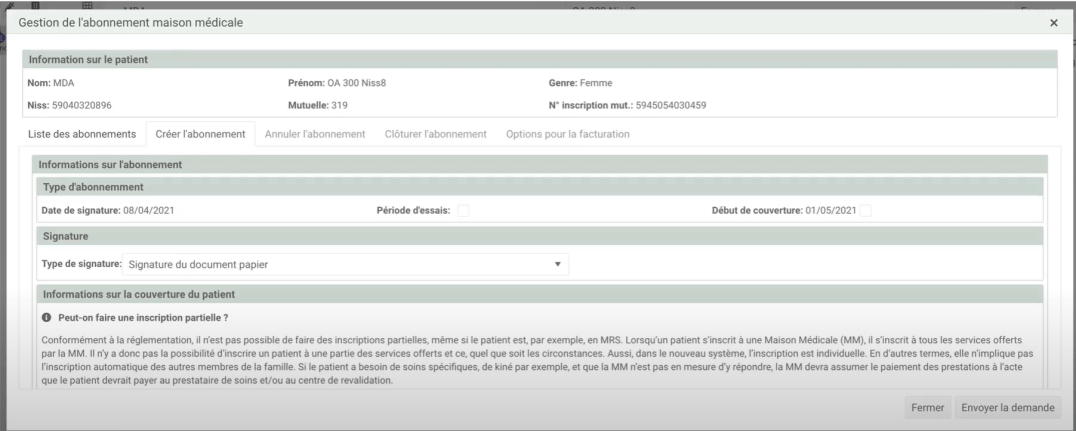 Gestion de l'abonnement maison médicale
×
Information sur le patient
Nom: MDA Prénom: OA 300 Niss8 Genre: Femme
Niss: 59040320896 Mutuelle: 319 N° inscription mut.: 5945054030459
Liste des abonnements Créer l'abonnement Annuler l'abonnement Clôturer l'abonnement Options pour la facturation
Informations sur l'abonnement
Type d'abonnemment
Date de signature: 08/04/2021 Période d'essais: Début de couverture: 01/05/2021
Signature
Type de signature: Signature du document papier
Informations sur la couverture du patient
Peut-on faire une inscription partielle ?
Conformément à la réglementation, il n'est pas possible de faire des inscriptions partielles, même si le patient est, par exemple, en MRS. Lorsqu'un patient s'inscrit à une Maison Médicale (MM), il s'inscrit à tous les services offerts
par la MM. Il n'y a donc pas la possibilité d'inscrire un patient à une partie des services offerts et ce, quel que soit les circonstances. Aussi, dans le nouveau système, l'inscription est individuelle. En d'autres termes, elle n'implique pas
l'inscription automatique des autres membres de la famille. Si le patient a besoin de soins spécifiques, de kiné par exemple, et que la MM n'est pas en mesure d'y répondre, la MM devra assumer le paiement des prestations à l'acte
que le patient devrait payer au prestataire de soins et/ou au centre de revalidation.
Fermer Envoyer la demande